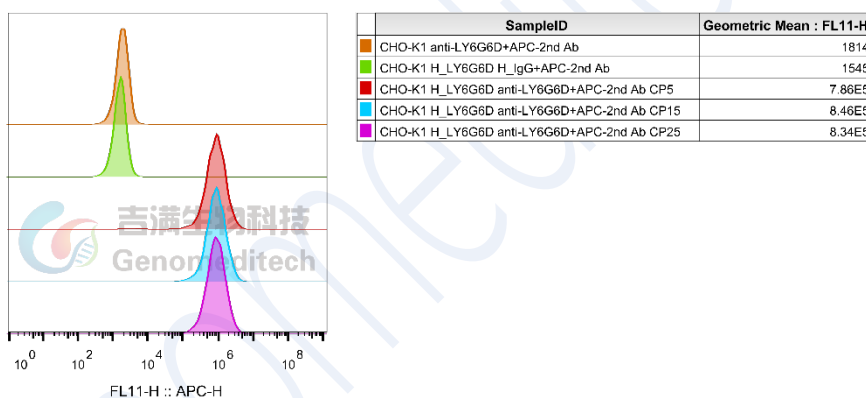 SampleID Geometric Mean : FL11-H
CHO-K1 anti-LY6G6D+APC-2nd Ab 1814
CHO-K1 H_LY6G6D H_IgG+APC-2nd Ab 1545
CHO-K1 H_LY6G6D anti-LY6G6D+APC-2nd Ab CP5 7.86E5
CHO-K1 H_LY6G6D anti-LY6G6D+APC-2nd Ab CP15 8.46E5
CHO-K1 H_LY6G6D anti-LY6G6D+APC-2nd Ab CP25 8.34E5
吉满生物科技
Genomeditech
10^0 10^2 10^4 10^6 10^8
FL11-H :: APC-H